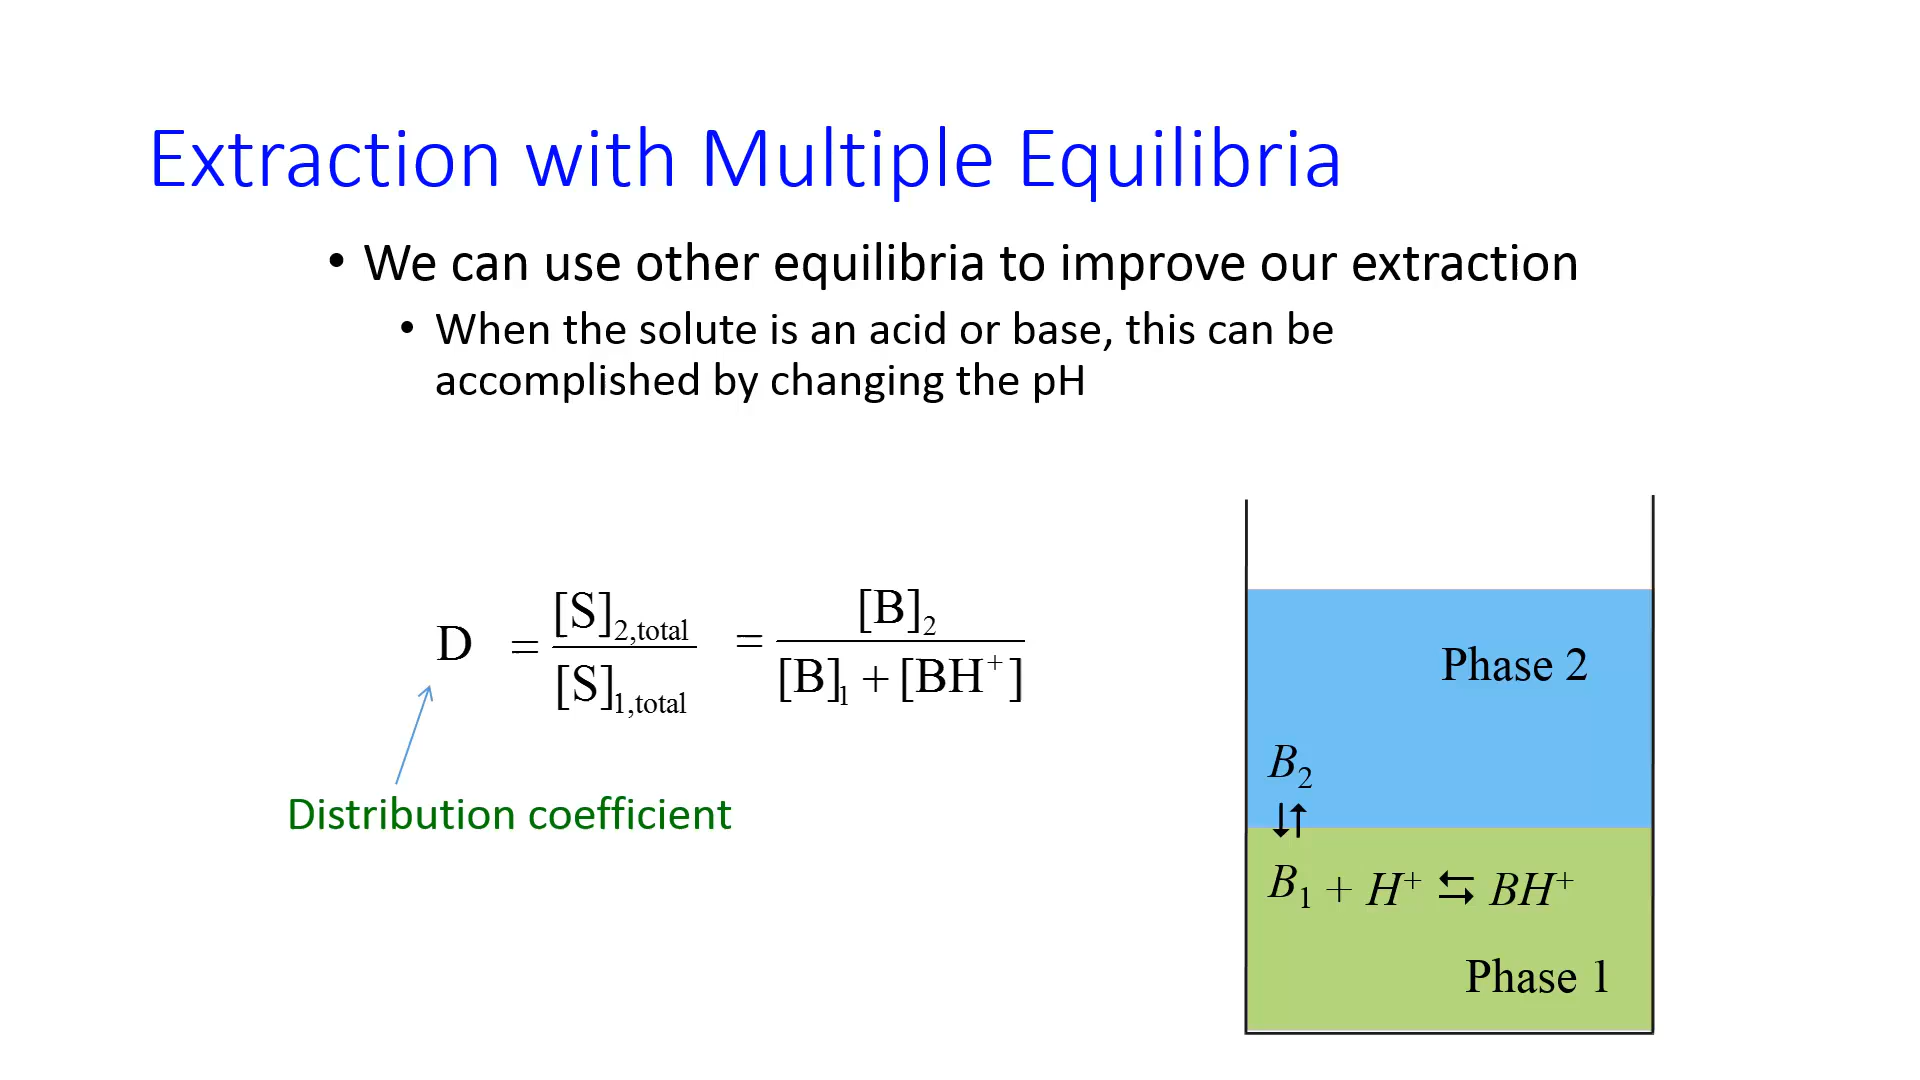 Extraction with Multiple Equilibria
• We can use other equilibria to improve our extraction
• When the solute is an acid or base, this can be
accomplished by changing the pH
D = [S]2,total / [S]1,total = [B]2 / [B]1 + [BH+]
Distribution coefficient
Phase 2
B2
↓↑
B1 + H+ ⇆ BH+
Phase 1